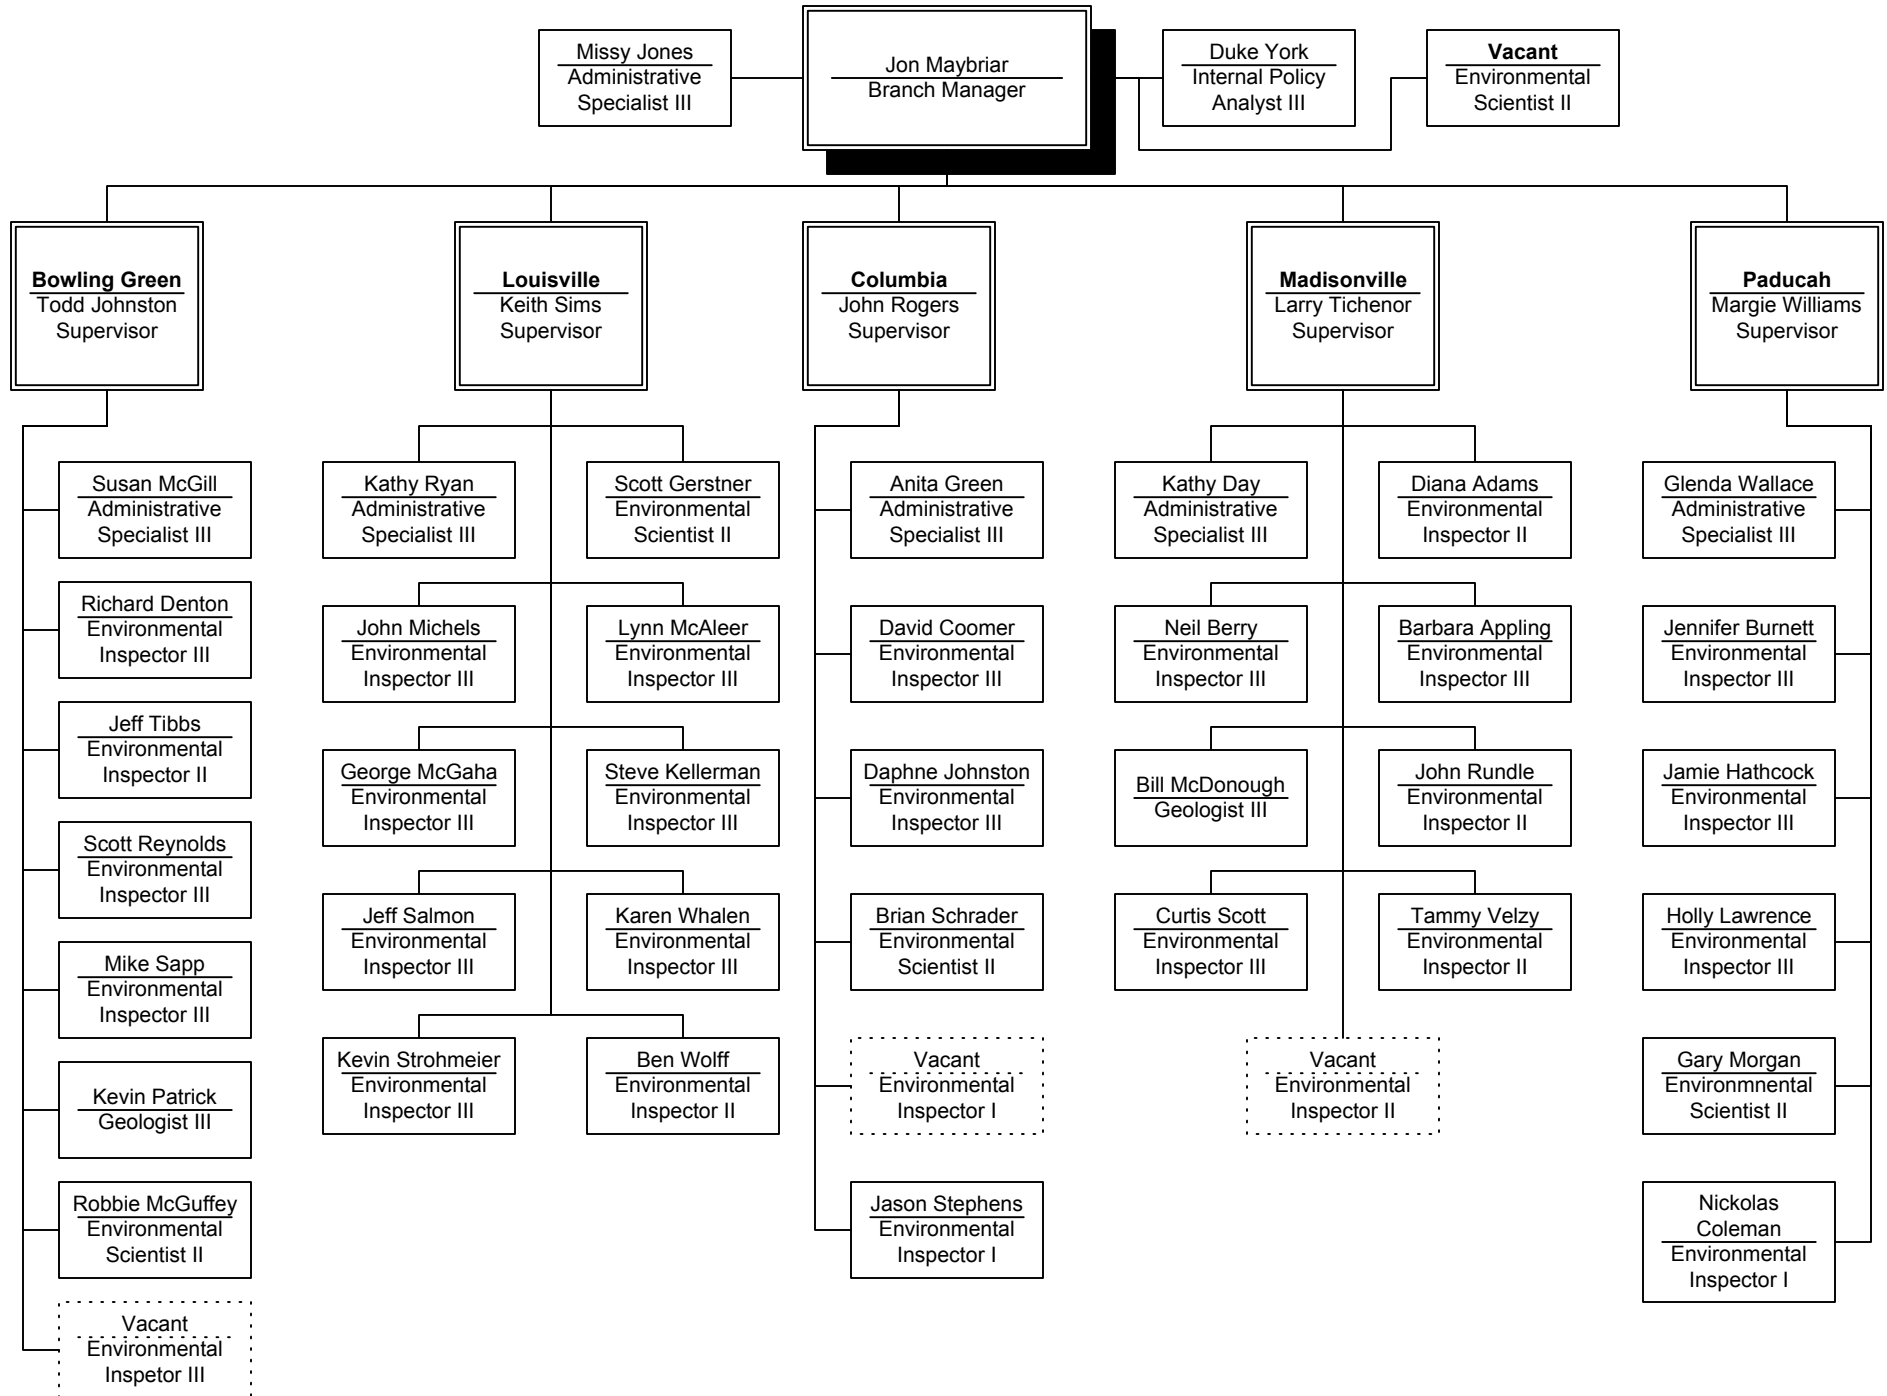 Missy Jones
Administrative
Specialist III
Jon Maybriar
Branch Manager
Duke York
Internal Policy
Analyst III
Vacant
Environmental
Scientist II
Bowling Green
Todd Johnston
Supervisor
Susan McGill
Administrative
Specialist III
Richard Denton
Environmental
Inspector III
Jeff Tibbs
Environmental
Inspector II
Scott Reynolds
Environmental
Inspector III
Mike Sapp
Environmental
Inspector III
Kevin Patrick
Geologist III
Robbie McGuffey
Environmental
Scientist II
Vacant
Environmental
Inspetor III
Louisville
Keith Sims
Supervisor
Kathy Ryan
Administrative
Specialist III
Scott Gerstner
Environmental
Scientist II
John Michels
Environmental
Inspector III
Lynn McAleer
Environmental
Inspector III
George McGaha
Environmental
Inspector III
Steve Kellerman
Environmental
Inspector III
Jeff Salmon
Environmental
Inspector III
Karen Whalen
Environmental
Inspector III
Kevin Strohmeier
Environmental
Inspector III
Ben Wolff
Environmental
Inspector II
Columbia
John Rogers
Supervisor
Anita Green
Administrative
Specialist III
David Coomer
Environmental
Inspector III
Daphne Johnston
Environmental
Inspector III
Brian Schrader
Environmental
Scientist II
Vacant
Environmental
Inspector I
Jason Stephens
Environmental
Inspector I
Madisonville
Larry Tichenor
Supervisor
Kathy Day
Administrative
Specialist III
Diana Adams
Environmental
Inspector II
Neil Berry
Environmental
Inspector III
Barbara Appling
Environmental
Inspector III
Bill McDonough
Geologist III
John Rundle
Environmental
Inspector II
Curtis Scott
Environmental
Inspector III
Tammy Velzy
Environmental
Inspector II
Vacant
Environmental
Inspector II
Paducah
Margie Williams
Supervisor
Glenda Wallace
Administrative
Specialist III
Jennifer Burnett
Environmental
Inspector III
Jamie Hathcock
Environmental
Inspector III
Holly Lawrence
Environmental
Inspector III
Gary Morgan
Environmnental
Scientist II
Nickolas
Coleman
Environmental
Inspector I